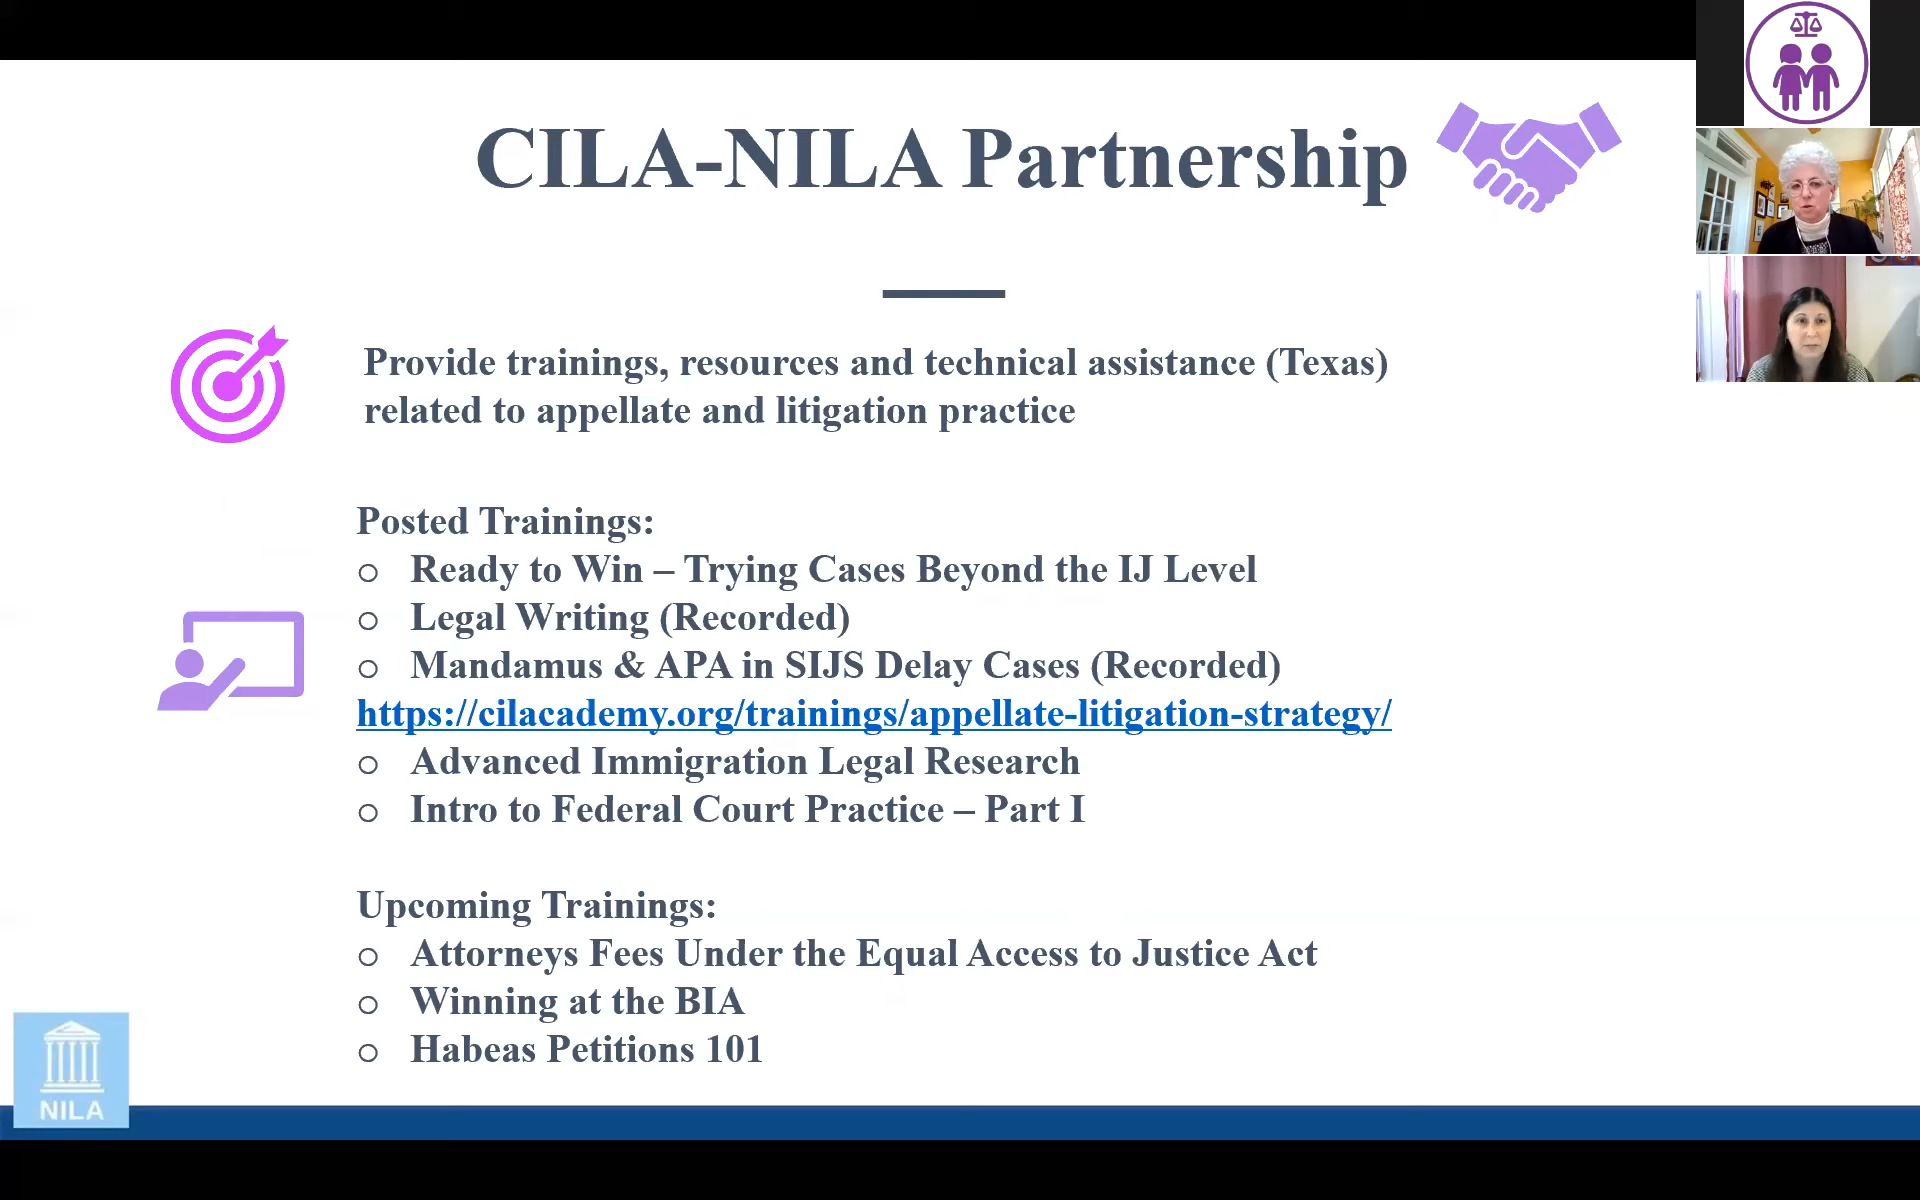 CILA-NILA Partnership
Provide trainings, resources and technical assistance (Texas)
related to appellate and litigation practice
Posted Trainings:
o Ready to Win – Trying Cases Beyond the IJ Level
o Legal Writing (Recorded)
o Mandamus & APA in SIJS Delay Cases (Recorded)
https://cilacademy.org/trainings/appellate-litigation-strategy/
o Advanced Immigration Legal Research
o Intro to Federal Court Practice – Part I
Upcoming Trainings:
o Attorneys Fees Under the Equal Access to Justice Act
o Winning at the BIA
o Habeas Petitions 101
NILA